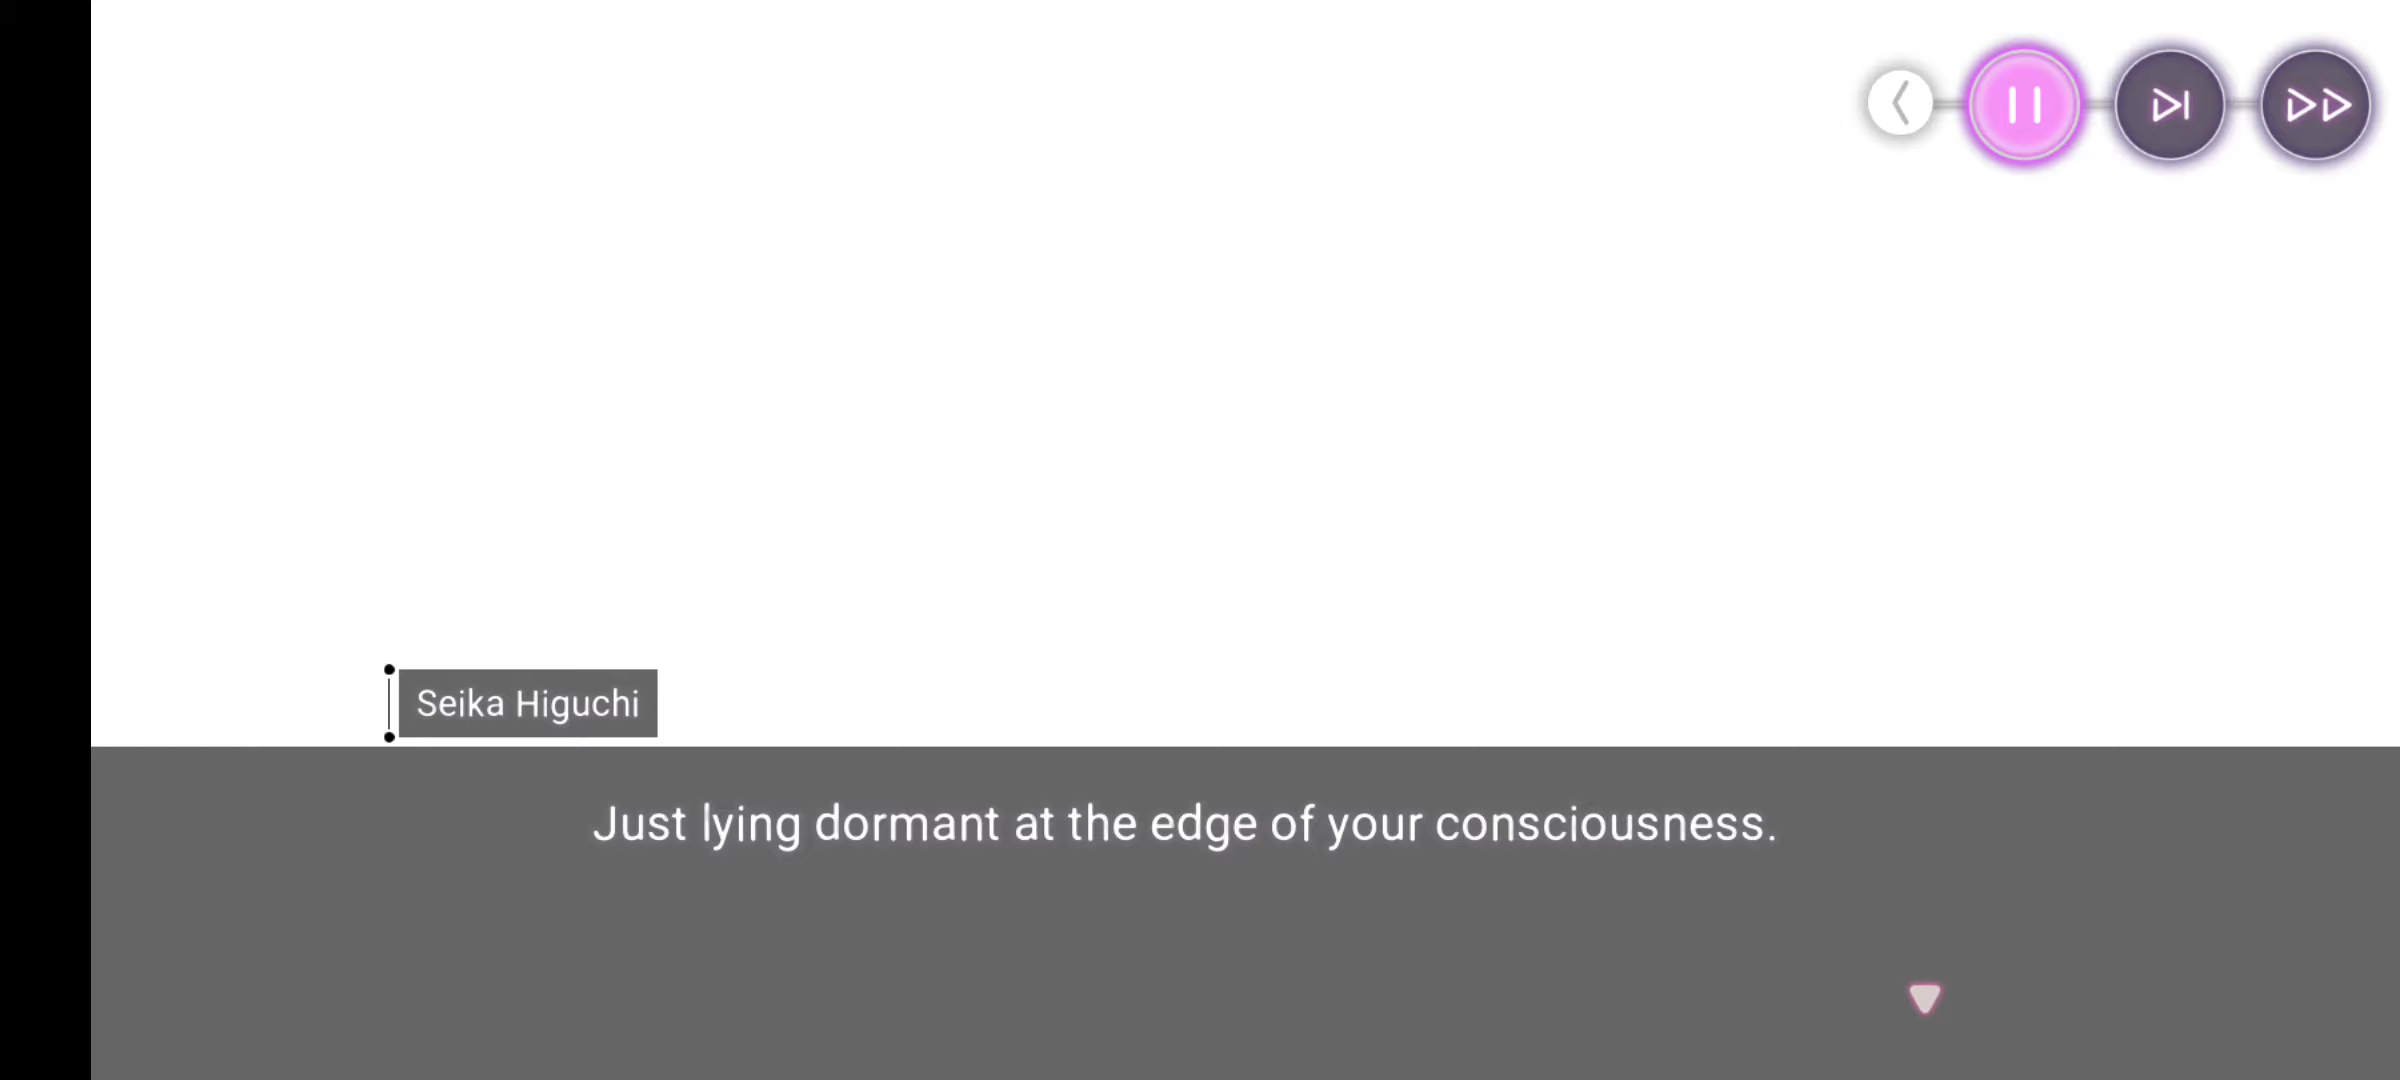 Seika Higuchi
Just lying dormant at the edge of your consciousness.